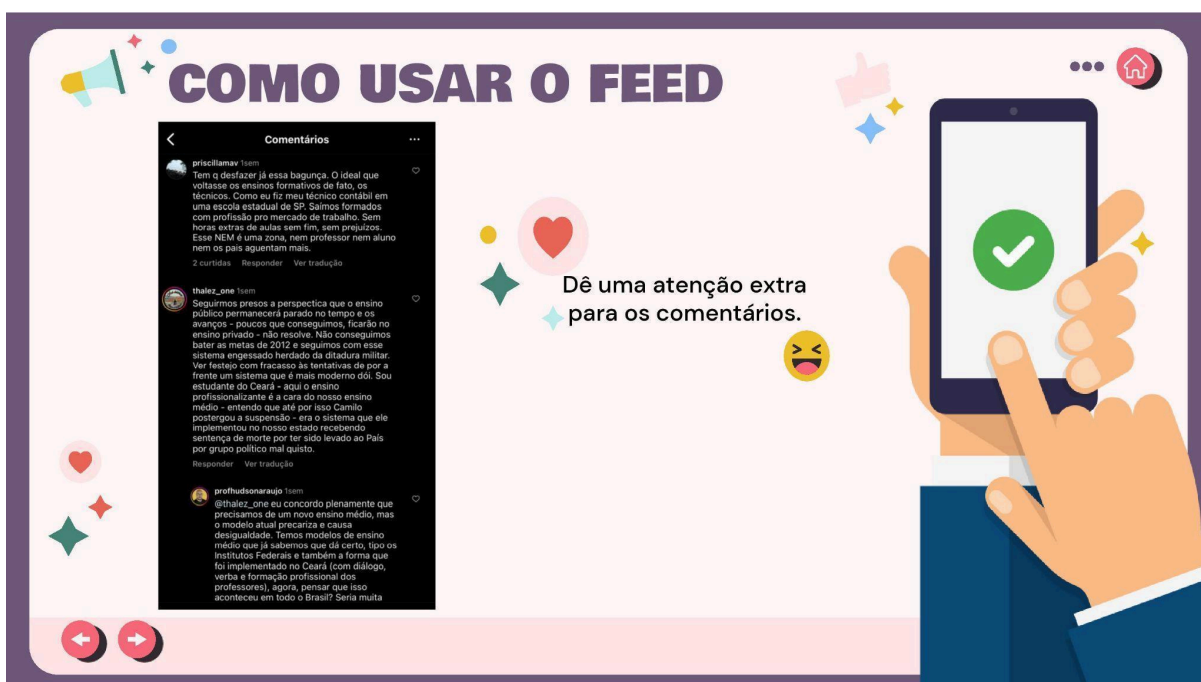 COMO USAR O FEED
Comentários
priscillamav 1sem
Tem q desfazer já essa bagunça. O ideal que
voltasse os ensinos formativos de fato, os
técnicos. Como eu fiz meu técnico contábil em
uma escola estadual de SP. Saímos formados
com profissão pro mercado de trabalho. Sem
horas extras de aulas sem fim, sem prejuízos.
Esse NEM é uma zona, nem professor nem aluno
nem os pais aguentam mais.
2 curtidas Responder Ver tradução
thalez_one 1sem
Seguirmos presos a perspectica que o ensino
público permanecerá parado no tempo e os
avanços - poucos que conseguimos, ficarão no
ensino privado - não resolve. Não conseguimos
bater as metas de 2012 e seguimos com esse
sistema engessado herdado da ditadura militar.
Ver festejo com fracasso às tentativas de por a
frente um sistema que é mais moderno dói. Sou
estudante do Ceará - aqui o ensino
profissionalizante é a cara do nosso ensino
médio - entendo que até por isso Camilo
postergou a suspensão - era o sistema que ele
implementou no nosso estado recebendo
sentença de morte por ter sido levado ao País
por grupo político mal quisto.
Responder Ver tradução
profhudsonaraujo 1sem
@thalez_one eu concordo plenamente que
precisamos de um novo ensino médio, mas
o modelo atual precariza e causa
desigualdade. Temos modelos de ensino
médio que já sabemos que dá certo, tipo os
Institutos Federais e também a forma que
foi implementado no Ceará (com diálogo,
verba e formação profissional dos
professores), agora, pensar que isso
aconteceu em todo o Brasil? Seria muita
Dê uma atenção extra
para os comentários.